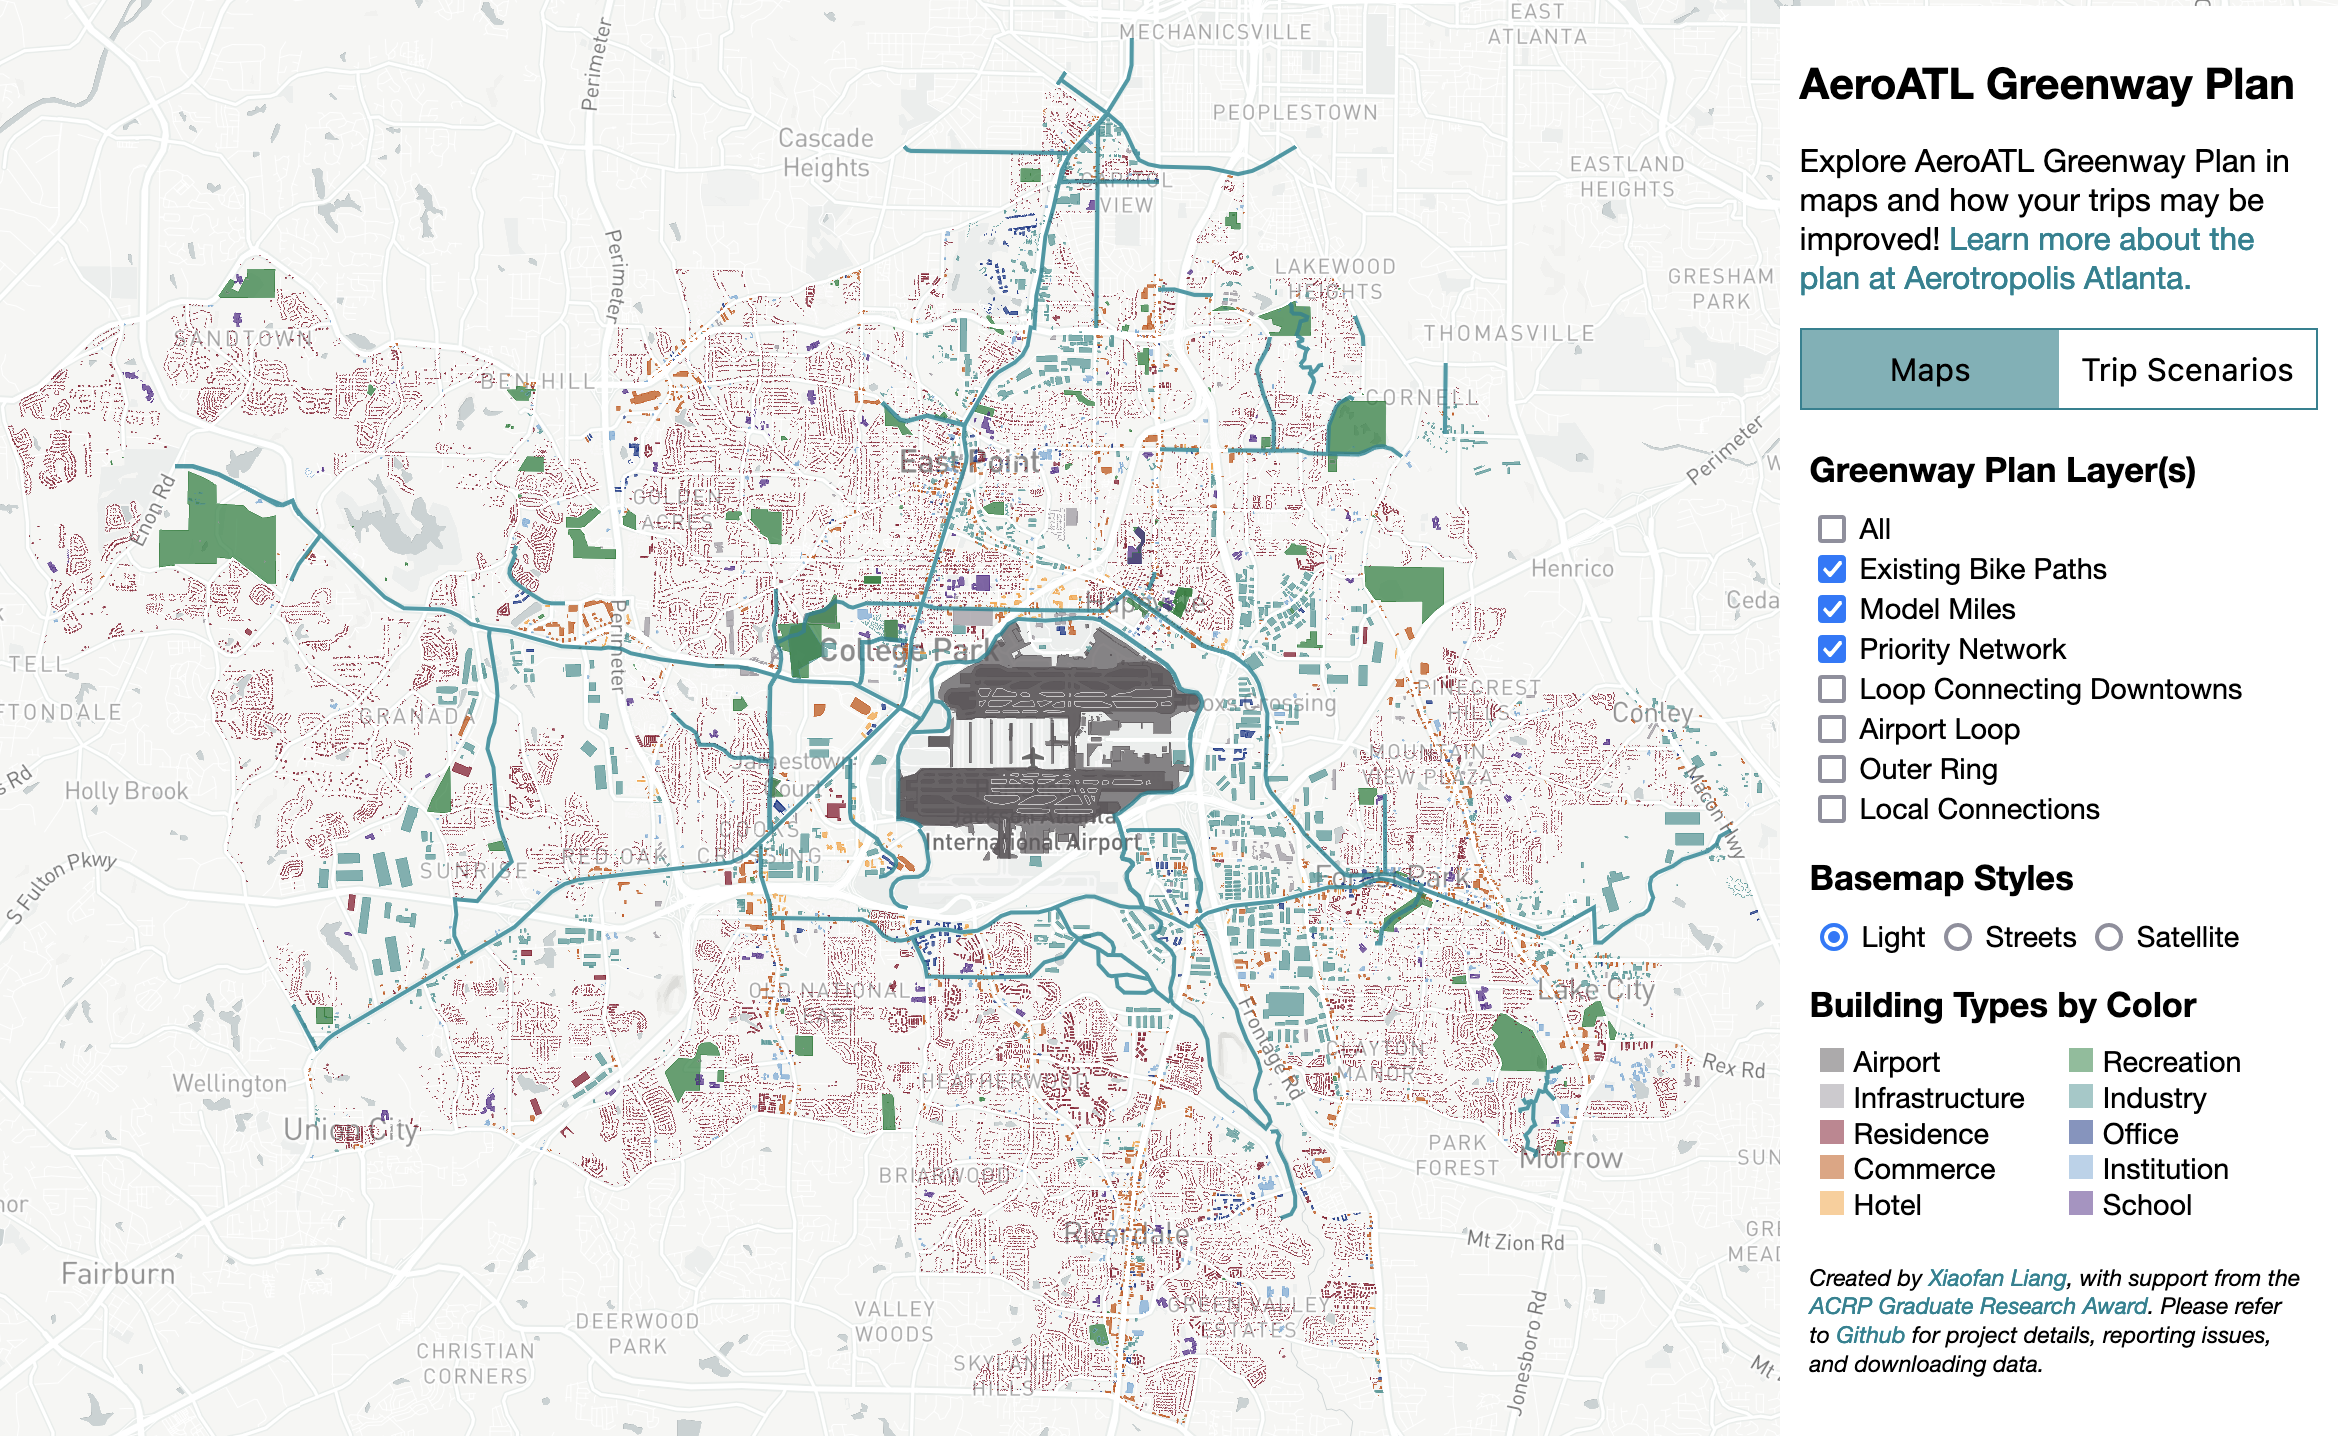 MECHANICSVILLE
EAST
ATLANTA
Perimeter
PEOPLESTOWN
Cascade
Heights
EASTLAND
HEIGHTS
CAPITOL
VIEW
Perimeter
LAKEWOOD
HEIGHTS
GRESHAM
PARK
SANDTOWN
THOMASVILLE
BEN HILL
CORNELL
Perimeter
East Point
Enon Rd
GOLDEN
ACRES
Henrico
Ceda
Hapeville
Perimeter
College Park
TELL
FTONDALE
GRANADA
PINEGREST
HILLS
Conley
MOUNTAIN
VIEW PLAZA
Jamestown
Court
s Rd
Holly Brook
Macon Hwy
International Airport
COOKS
CROSSING
RED OAK
SUNRISE
S Fulton Pkwy
Forest Park
OLD NATIONAL
Lake City
Frontage Rd
CLAYTON
MANOR
Rex Rd
Wellington
HEATHERWOOD
Union City
PARK
FOREST
Morrow
SUN
BRIARWOOD
nor
Riverdale
Mt Zion Rd
GRE
MEAD
Fairburn
VALLEY
WOODS
GREEN VALLEY
ESTATES
DEERWOOD
PARK
CHRISTIAN
CORNERS
SKYLANE
HILLS
Jonesboro Rd
AeroATL Greenway Plan
Explore AeroATL Greenway Plan in
maps and how your trips may be
improved! Learn more about the
plan at Aerotropolis Atlanta.
Maps
Trip Scenarios
Greenway Plan Layer(s)
All
Existing Bike Paths
Model Miles
Priority Network
Loop Connecting Downtowns
Airport Loop
Outer Ring
Local Connections
Basemap Styles
Light
Streets
Satellite
Building Types by Color
Airport
Recreation
Infrastructure
Industry
Residence
Office
Commerce
Institution
Hotel
School
Created by Xiaofan Liang, with support from the
ACRP Graduate Research Award. Please refer
to Github for project details, reporting issues,
and downloading data.